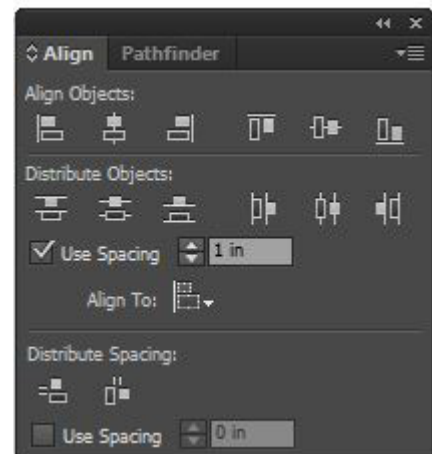 Align Pathfinder
Align Objects:
Distribute Objects:
Use Spacing 1 in
Align To:
Distribute Spacing:
Use Spacing 0 in